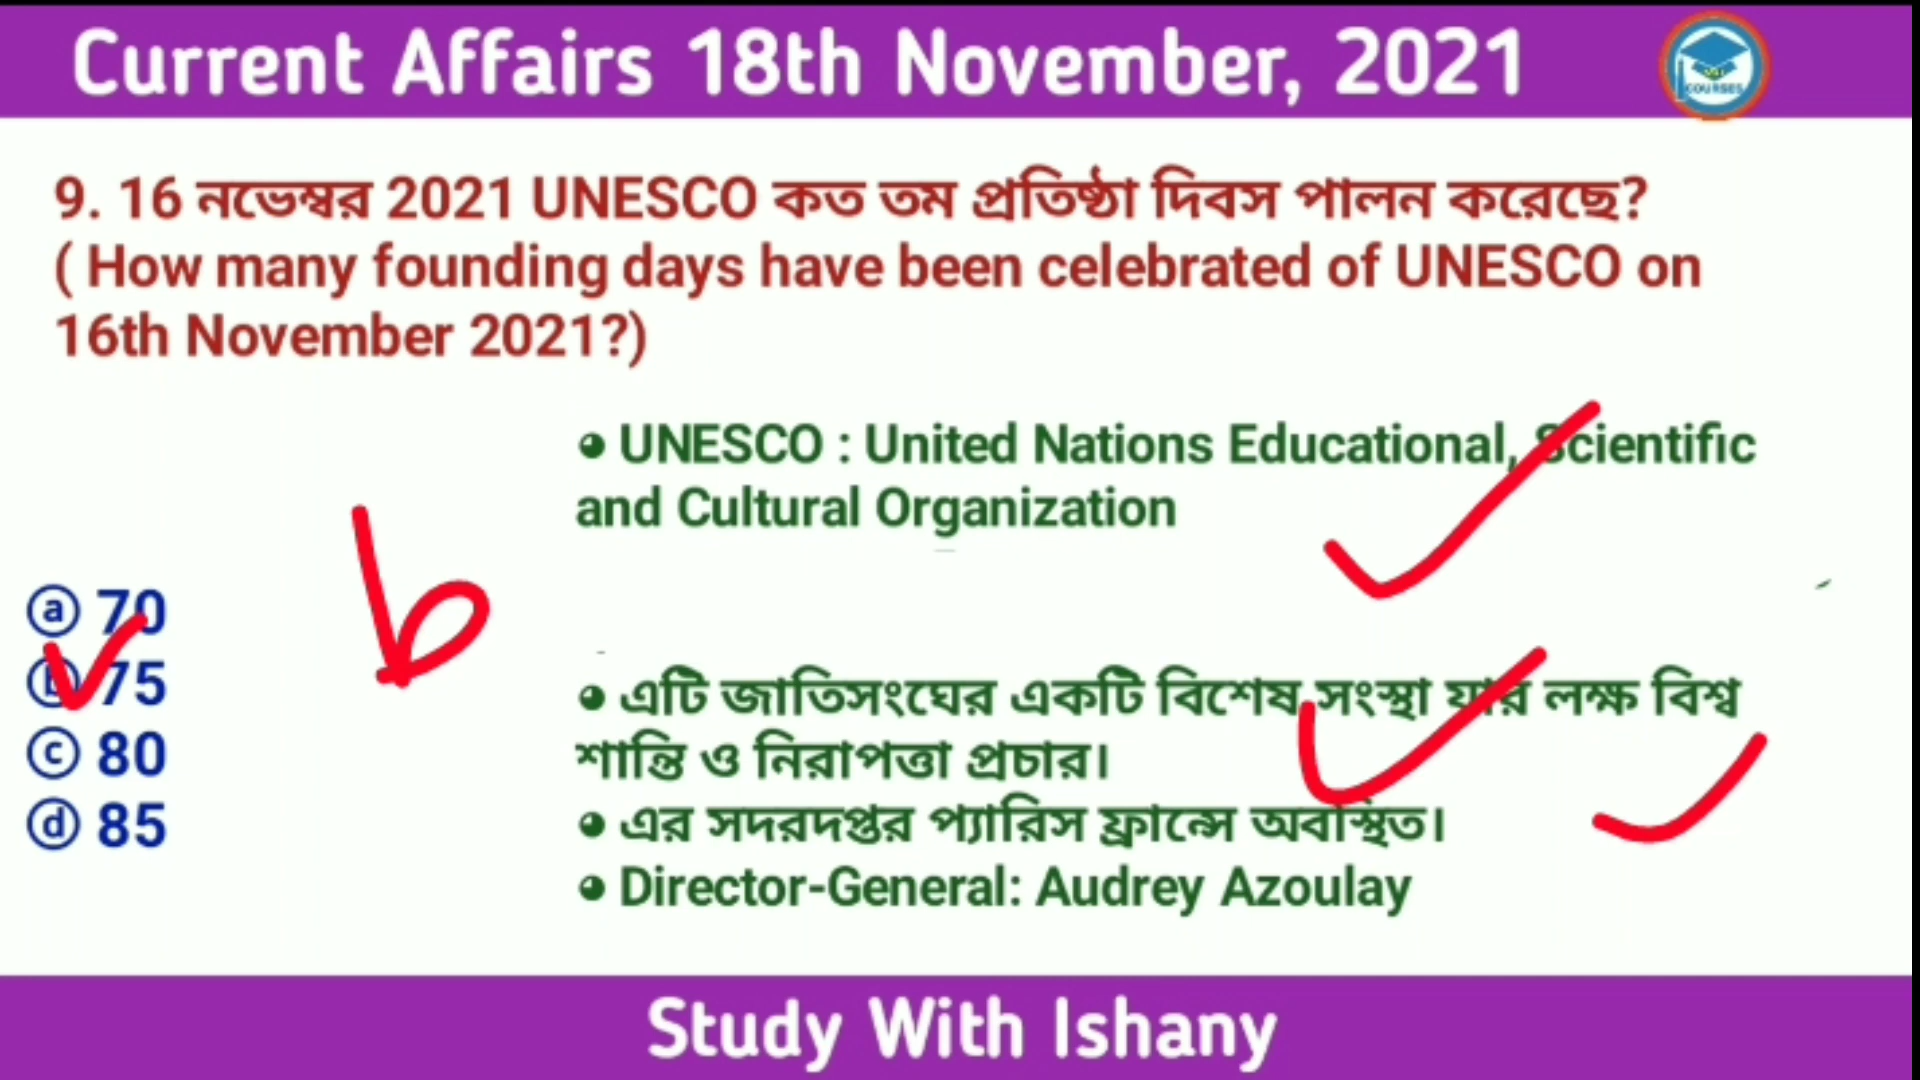 Current Affairs 18th November, 2021
COURSES
9. 16 নভেম্বর 2021 UNESCO কত তম প্রতিষ্ঠা দিবস পালন করেছে?
( How many founding days have been celebrated of UNESCO on
16th November 2021?)
● UNESCO : United Nations Educational, Scientific
and Cultural Organization
b
ⓐ 70
ⓑ 75
ⓒ 80
ⓓ 85
● এটি জাতিসংঘের একটি বিশেষ সংস্থা যার লক্ষ বিশ্ব
শান্তি ও নিরাপত্তা প্রচার।
● এর সদরদপ্তর প্যারিস ফ্রান্সে অবস্থিত।
● Director-General: Audrey Azoulay
Study With Ishany